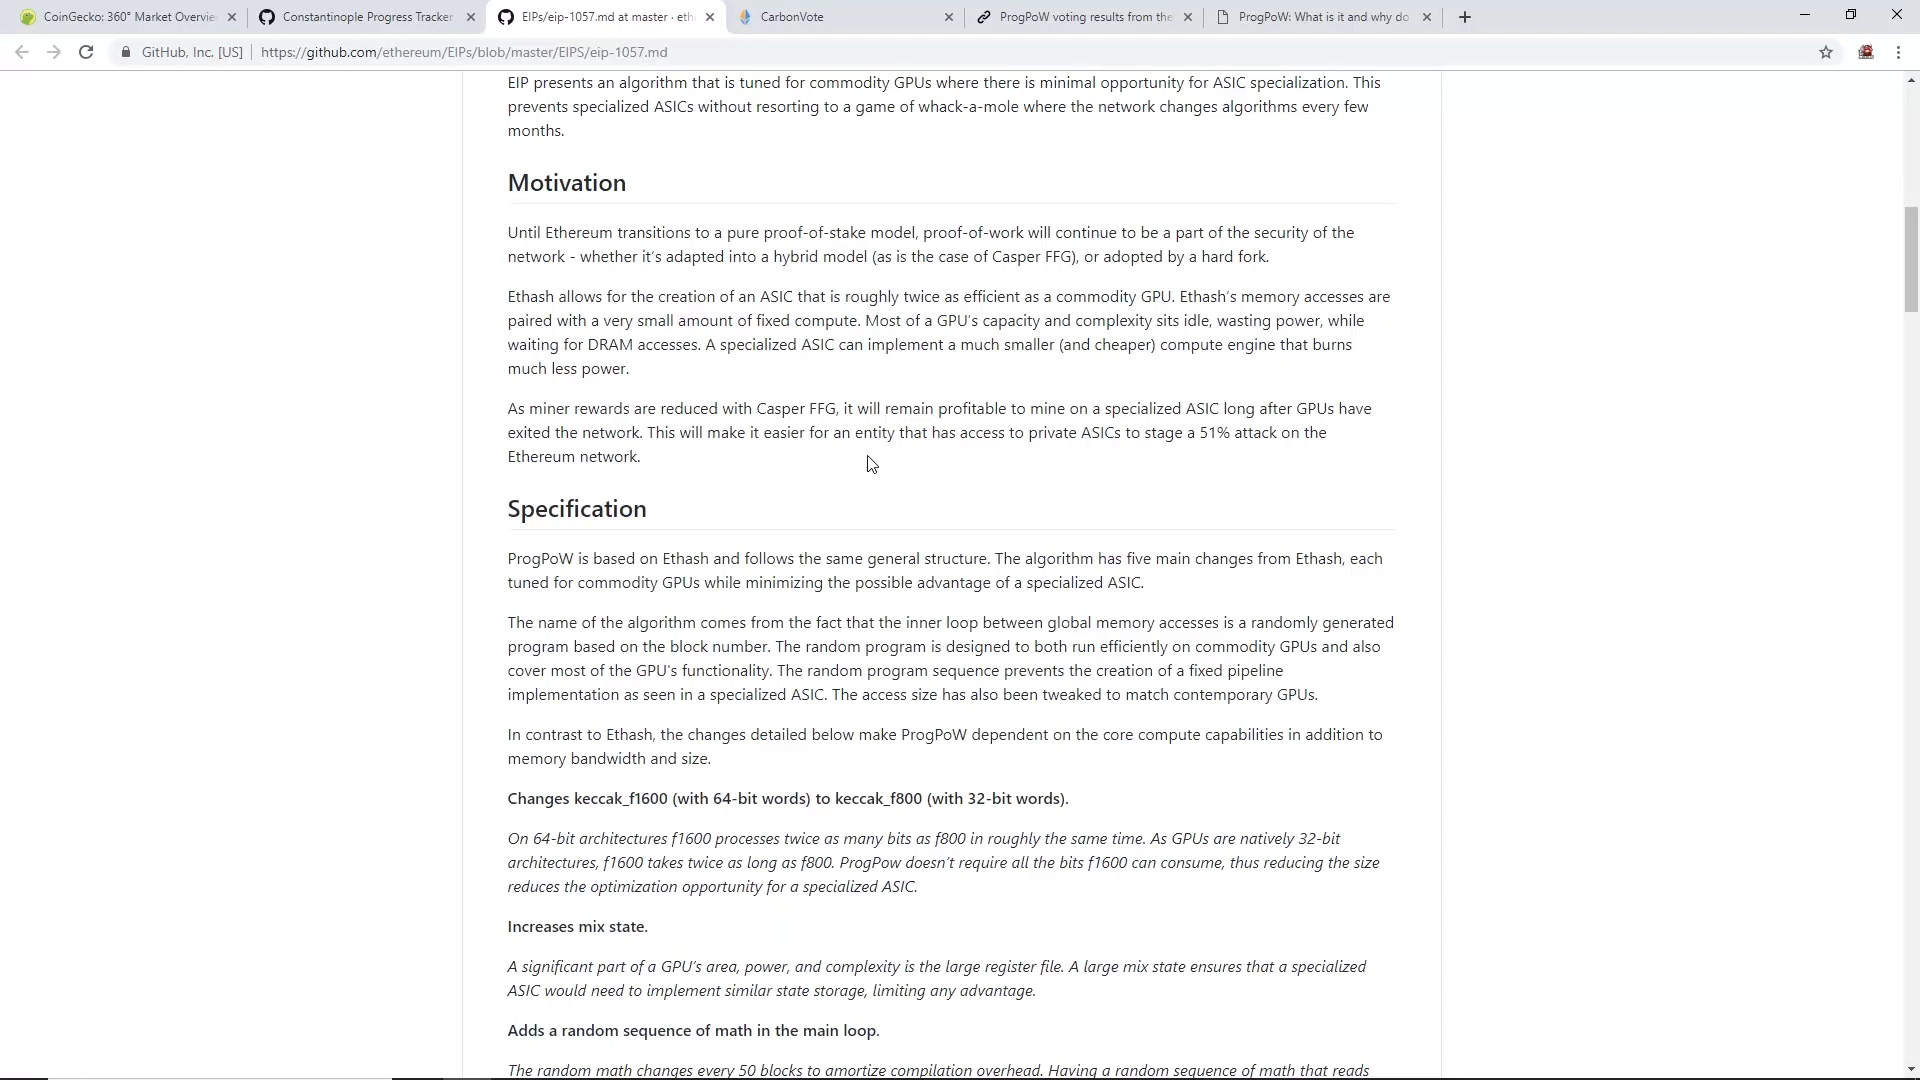 CoinGecko: 360° Market Overvie
Constantinople Progress Tracker
EIPs/eip-1057.md at master · eth
CarbonVote
ProgPoW voting results from the
ProgPoW: What is it and why do
GitHub, Inc. [US]
https://github.com/ethereum/EIPs/blob/master/EIPS/eip-1057.md
EIP presents an algorithm that is tuned for commodity GPUs where there is minimal opportunity for ASIC specialization. This
prevents specialized ASICs without resorting to a game of whack-a-mole where the network changes algorithms every few
months.
Motivation
Until Ethereum transitions to a pure proof-of-stake model, proof-of-work will continue to be a part of the security of the
network - whether it's adapted into a hybrid model (as is the case of Casper FFG), or adopted by a hard fork.
Ethash allows for the creation of an ASIC that is roughly twice as efficient as a commodity GPU. Ethash's memory accesses are
paired with a very small amount of fixed compute. Most of a GPU's capacity and complexity sits idle, wasting power, while
waiting for DRAM accesses. A specialized ASIC can implement a much smaller (and cheaper) compute engine that burns
much less power.
As miner rewards are reduced with Casper FFG, it will remain profitable to mine on a specialized ASIC long after GPUs have
exited the network. This will make it easier for an entity that has access to private ASICs to stage a 51% attack on the
Ethereum network.
Specification
ProgPoW is based on Ethash and follows the same general structure. The algorithm has five main changes from Ethash, each
tuned for commodity GPUs while minimizing the possible advantage of a specialized ASIC.
The name of the algorithm comes from the fact that the inner loop between global memory accesses is a randomly generated
program based on the block number. The random program is designed to both run efficiently on commodity GPUs and also
cover most of the GPU's functionality. The random program sequence prevents the creation of a fixed pipeline
implementation as seen in a specialized ASIC. The access size has also been tweaked to match contemporary GPUs.
In contrast to Ethash, the changes detailed below make ProgPoW dependent on the core compute capabilities in addition to
memory bandwidth and size.
Changes keccak_f1600 (with 64-bit words) to keccak_f800 (with 32-bit words).
On 64-bit architectures f1600 processes twice as many bits as f800 in roughly the same time. As GPUs are natively 32-bit
architectures, f1600 takes twice as long as f800. ProgPow doesn't require all the bits f1600 can consume, thus reducing the size
reduces the optimization opportunity for a specialized ASIC.
Increases mix state.
A significant part of a GPU's area, power, and complexity is the large register file. A large mix state ensures that a specialized
ASIC would need to implement similar state storage, limiting any advantage.
Adds a random sequence of math in the main loop.
The random math changes every 50 blocks to amortize compilation overhead. Having a random sequence of math that reads